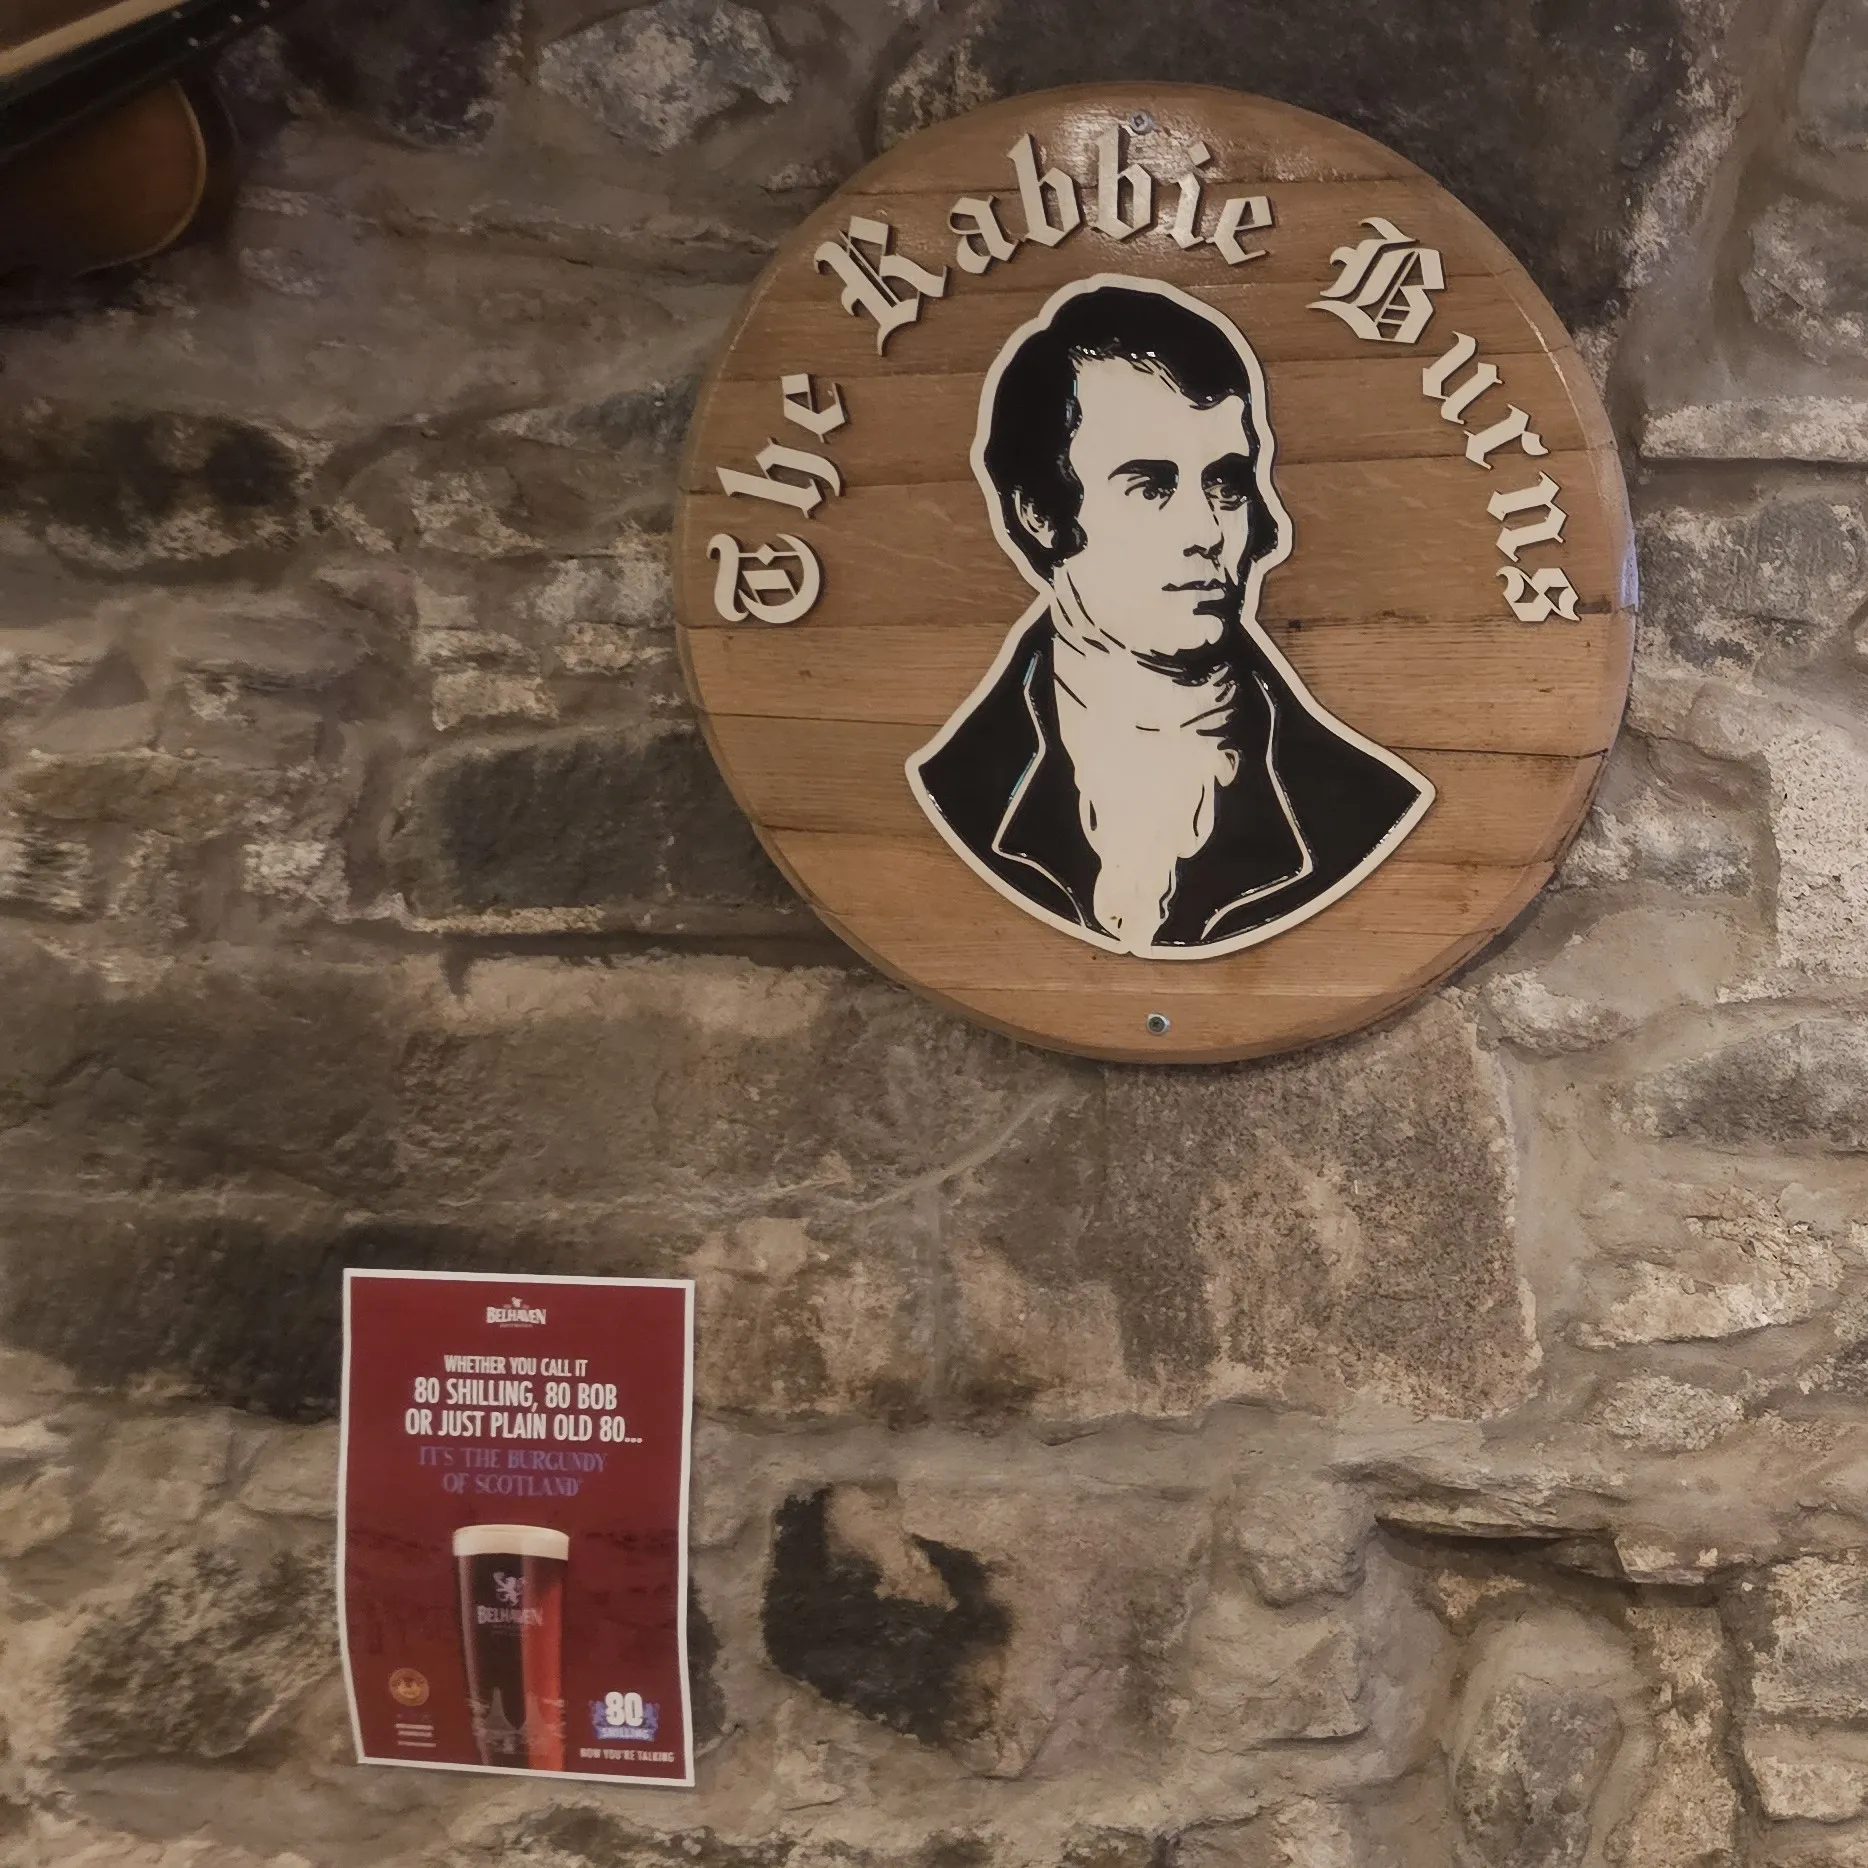 The Rabbie Burns
BELHAVEN
WHETHER YOU CALL IT
80 SHILLING, 80 BOB
OR JUST PLAIN OLD 80...
IT'S THE BURGUNDY
OF SCOTLAND
BELHAVEN
80
SHILLING
NOW YOU'RE TALKING